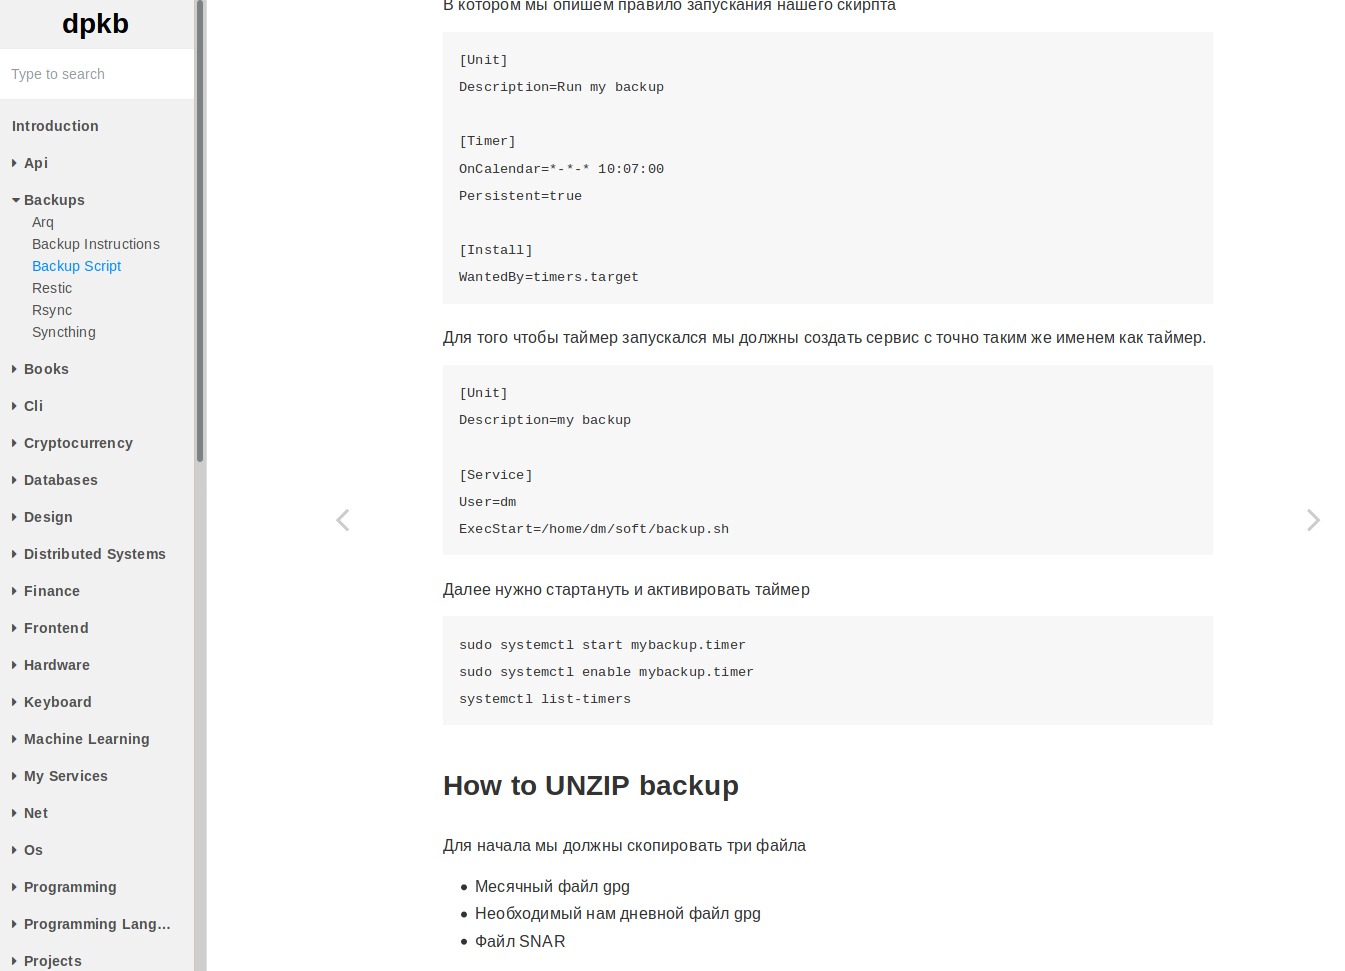 dpkb
Type to search
Introduction
Api
Backups
Arq
Backup Instructions
Backup Script
Restic
Rsync
Syncthing
Books
Cli
Cryptocurrency
Databases
Design
Distributed Systems
Finance
Frontend
Hardware
Keyboard
Machine Learning
My Services
Net
Os
Programming
Programming Lang...
Projects
В котором мы опишем правило запускания нашего скирпта
[Unit]
Description=Run my backup
[Timer]
OnCalendar=*-*-* 10:07:00
Persistent=true
[Install]
WantedBy=timers.target
Для того чтобы таймер запускался мы должны создать сервис с точно таким же именем как таймер.
[Unit]
Description=my backup
[Service]
User=dm
ExecStart=/home/dm/soft/backup.sh
Далее нужно стартануть и активировать таймер
sudo systemctl start mybackup.timer
sudo systemctl enable mybackup.timer
systemctl list-timers
How to UNZIP backup
Для начала мы должны скопировать три файла
Месячный файл gpg
Необходимый нам дневной файл gpg
Файл SNAR